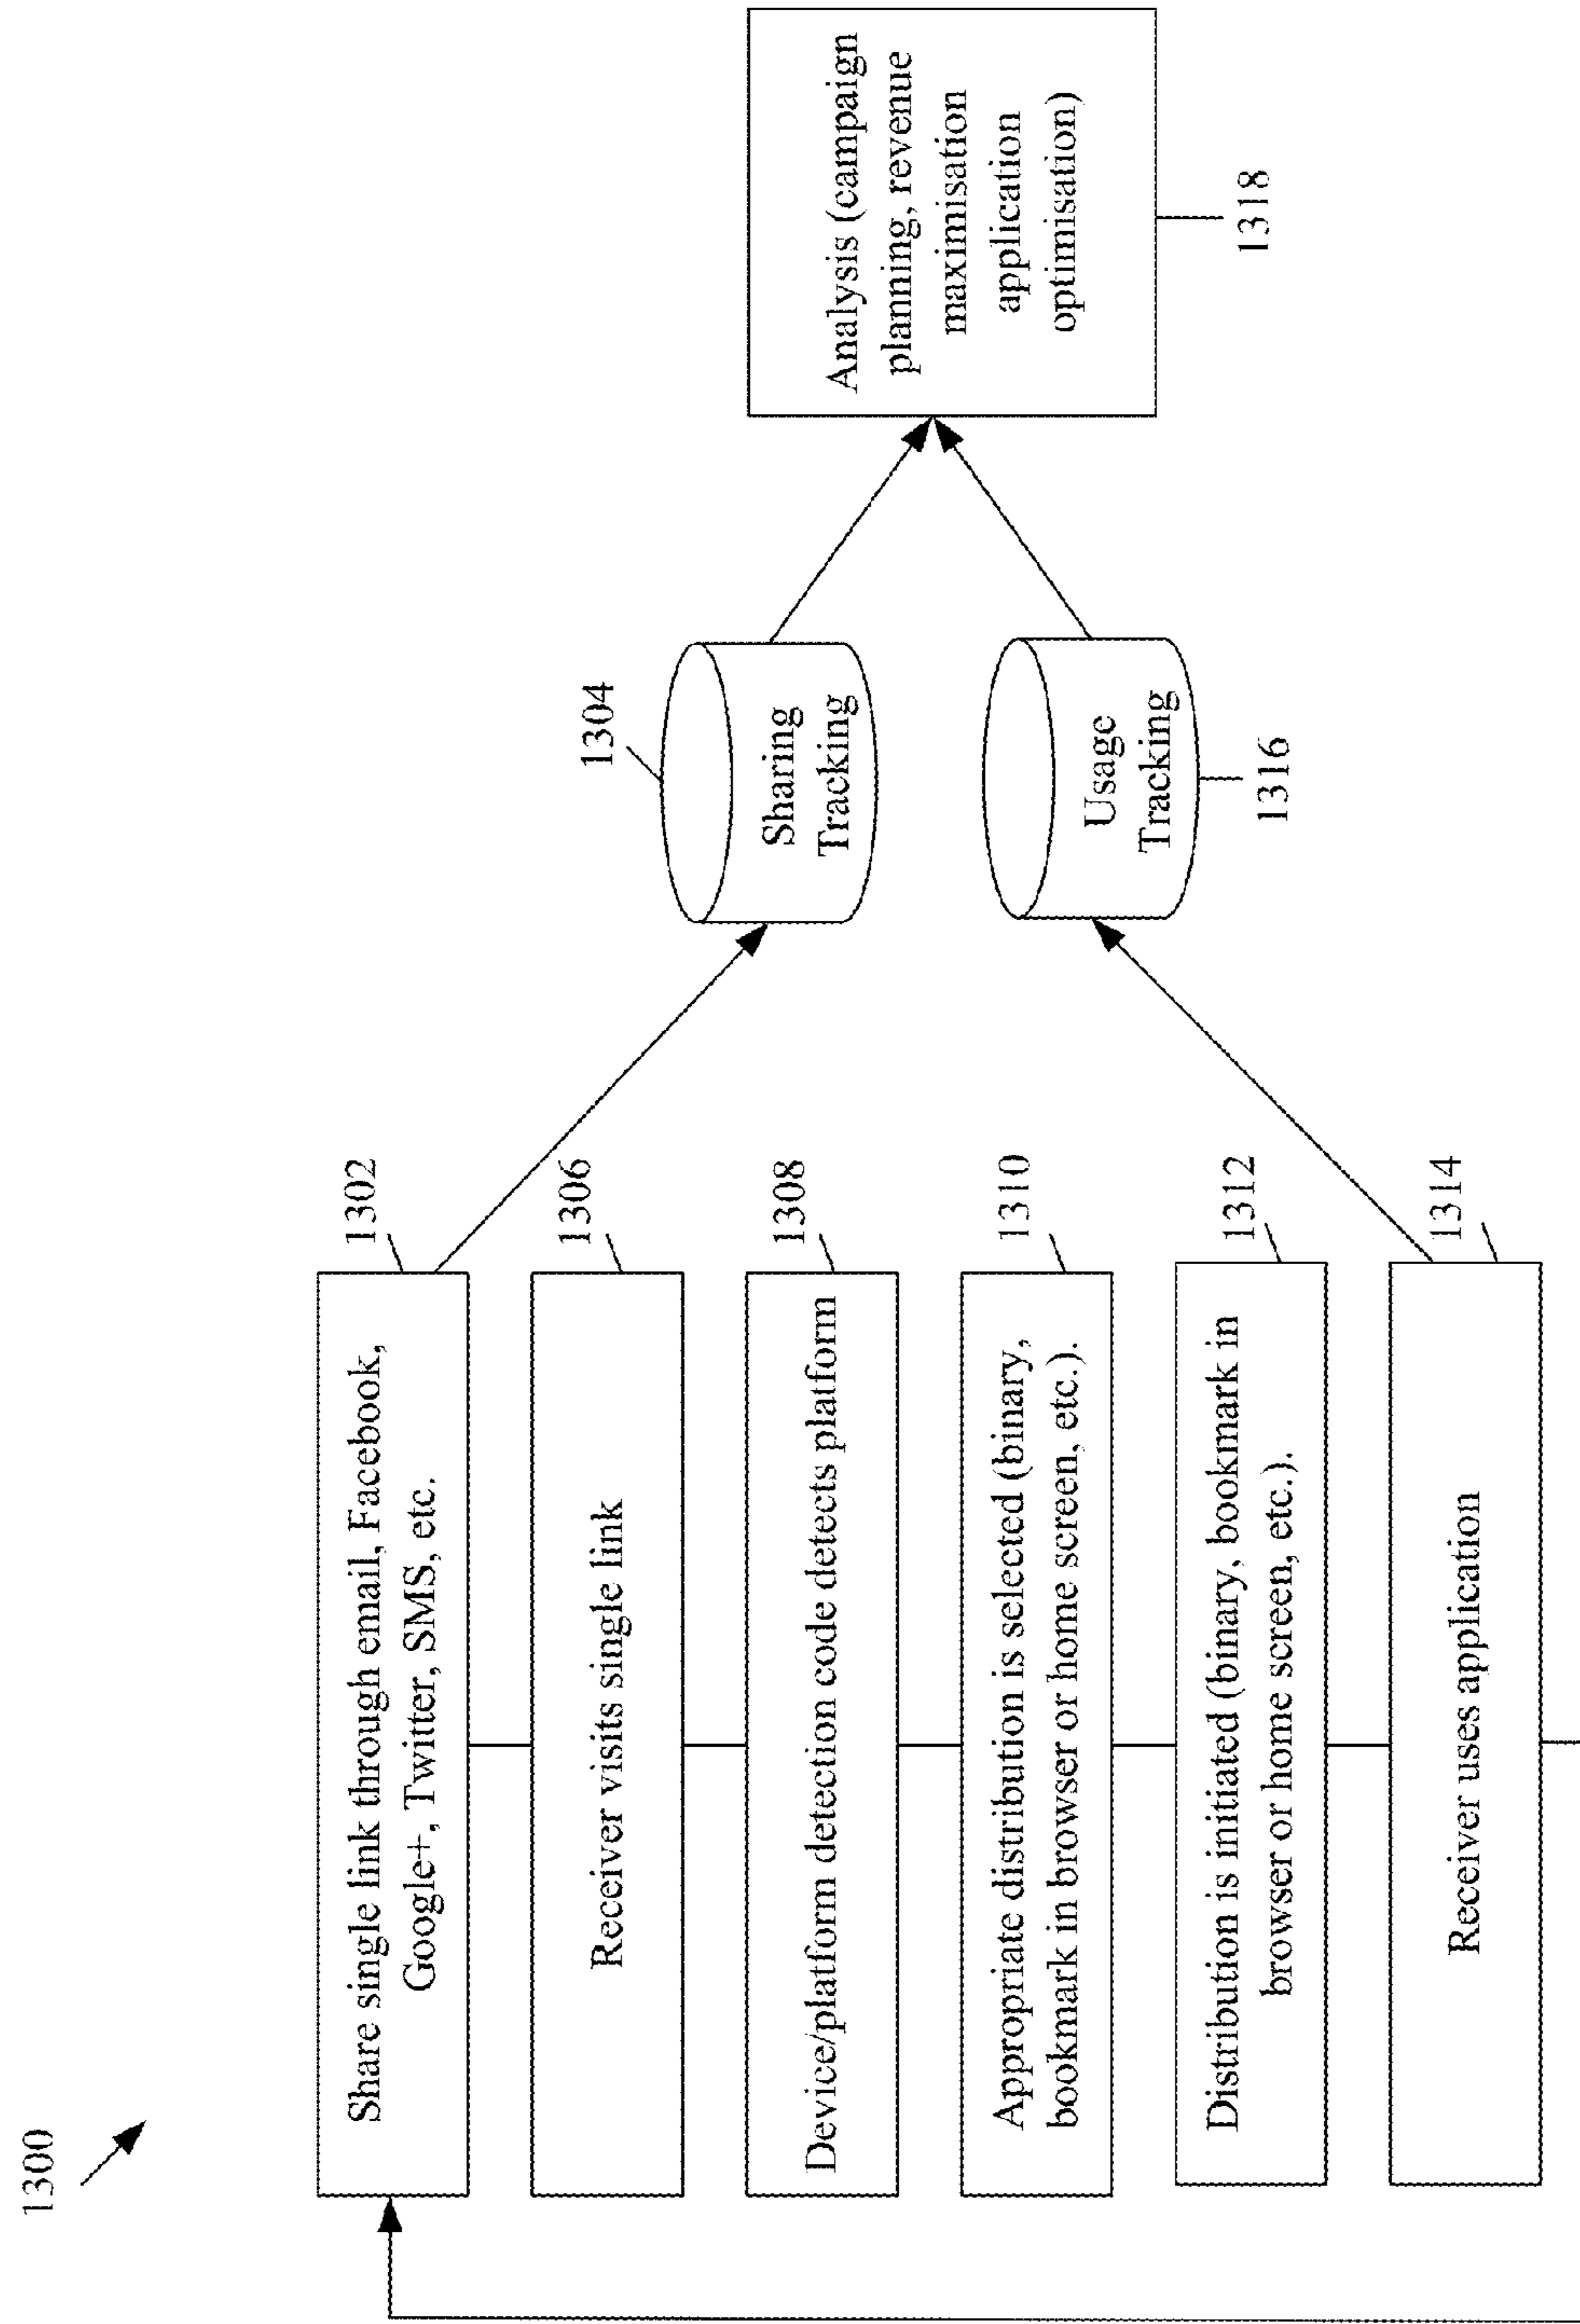 1300
Share single link through email, Facebook,
Google+, Twitter, SMS, etc.
1302
Receiver visits single link
1306
Device/platform detection code detects platform
1308
Appropriate distribution is selected (binary,
bookmark in browser or home screen, etc.).
1310
Distribution is initiated (binary, bookmark in
browser or home screen, etc.).
1312
Receiver uses application
1314
1304
Sharing
Tracking
Usage
Tracking
1316
Analysis (campaign
planning, revenue
maximisation
application
optimisation)
1318